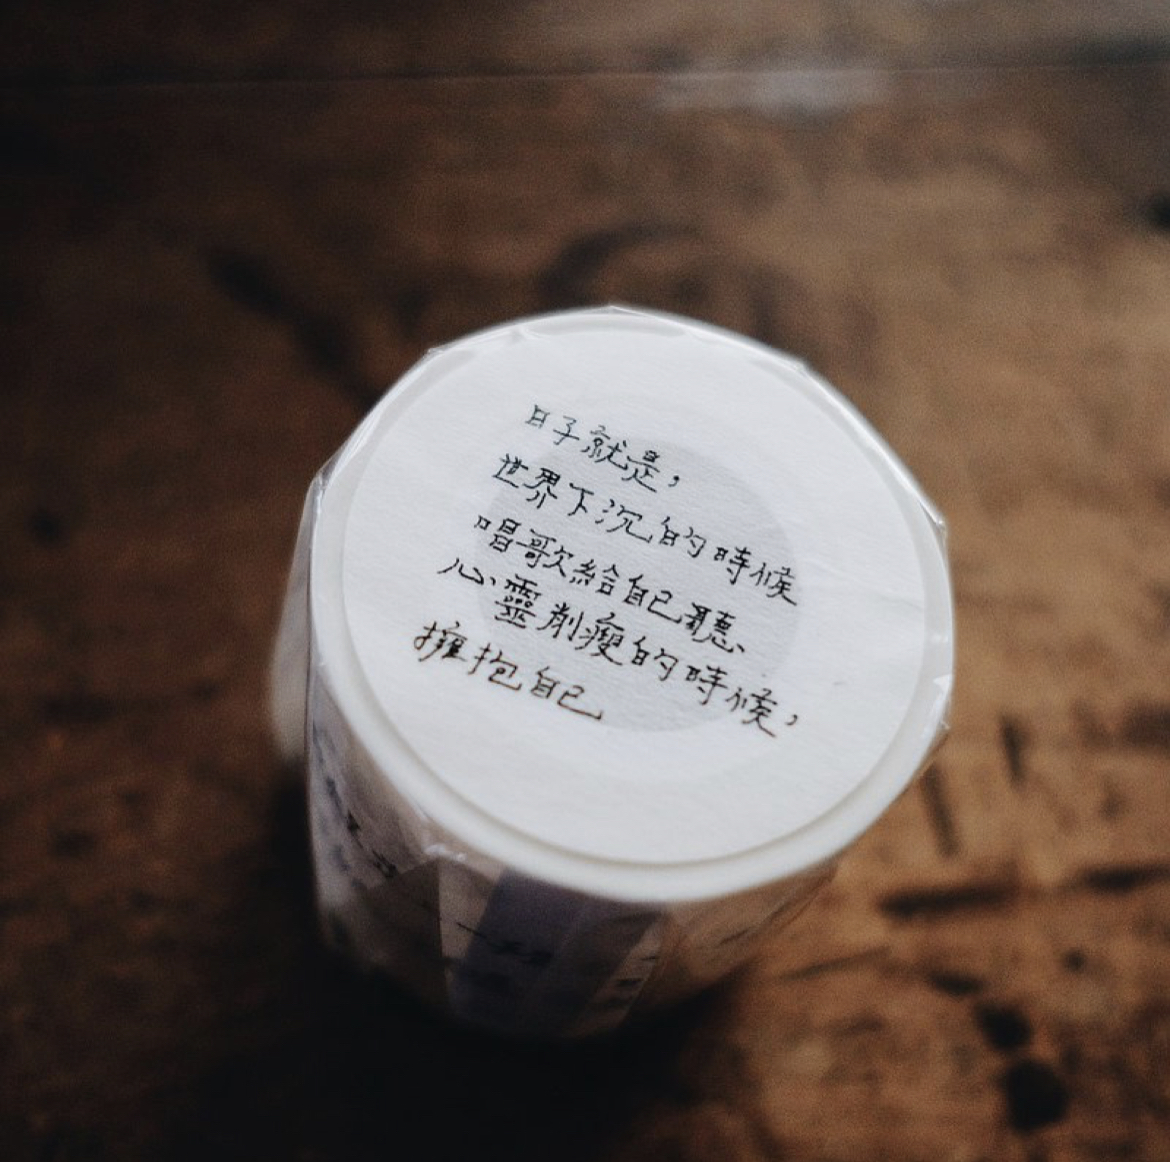 日子就是，
世界下沉的時候
唱歌給自己聽、
心靈削瘦的時候，
擁抱自己